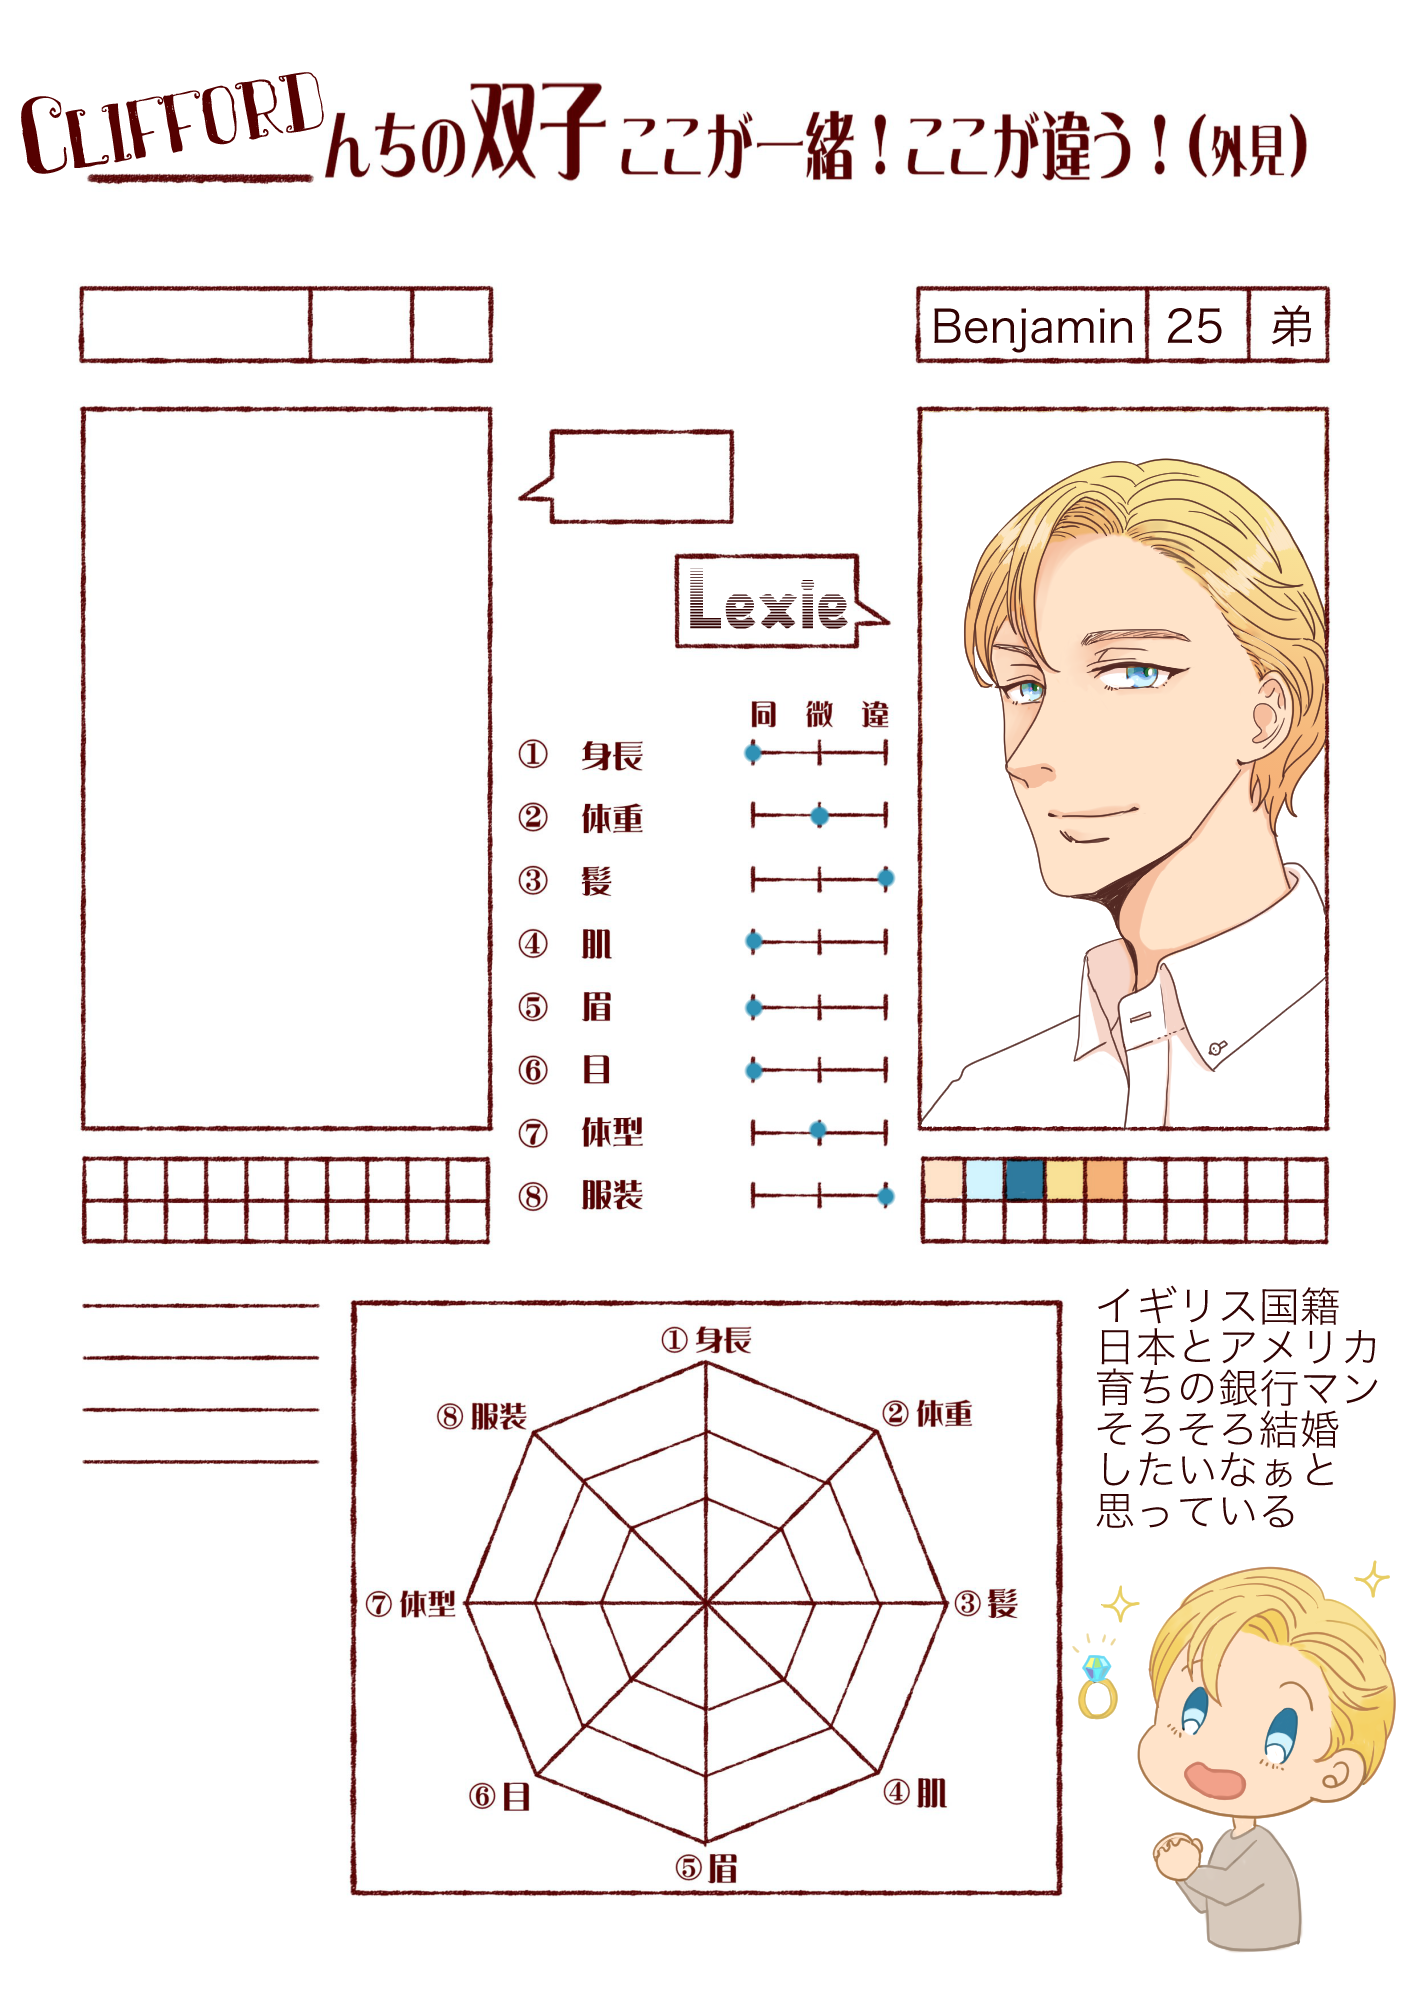 CLIFFORDんちの双子 ここが一緒！ここが違う！(外見)
Benjamin 25 弟
Lexie
同 微 違
① 身長
② 体重
③ 髪
④ 肌
⑤ 眉
⑥ 目
⑦ 体型
⑧ 服装
① 身長
② 体重
③ 髪
④ 肌
⑤ 眉
⑥ 目
⑦ 体型
⑧ 服装
イギリス国籍
日本とアメリカ
育ちの銀行マン
そろそろ結婚
したいなぁと
思っている